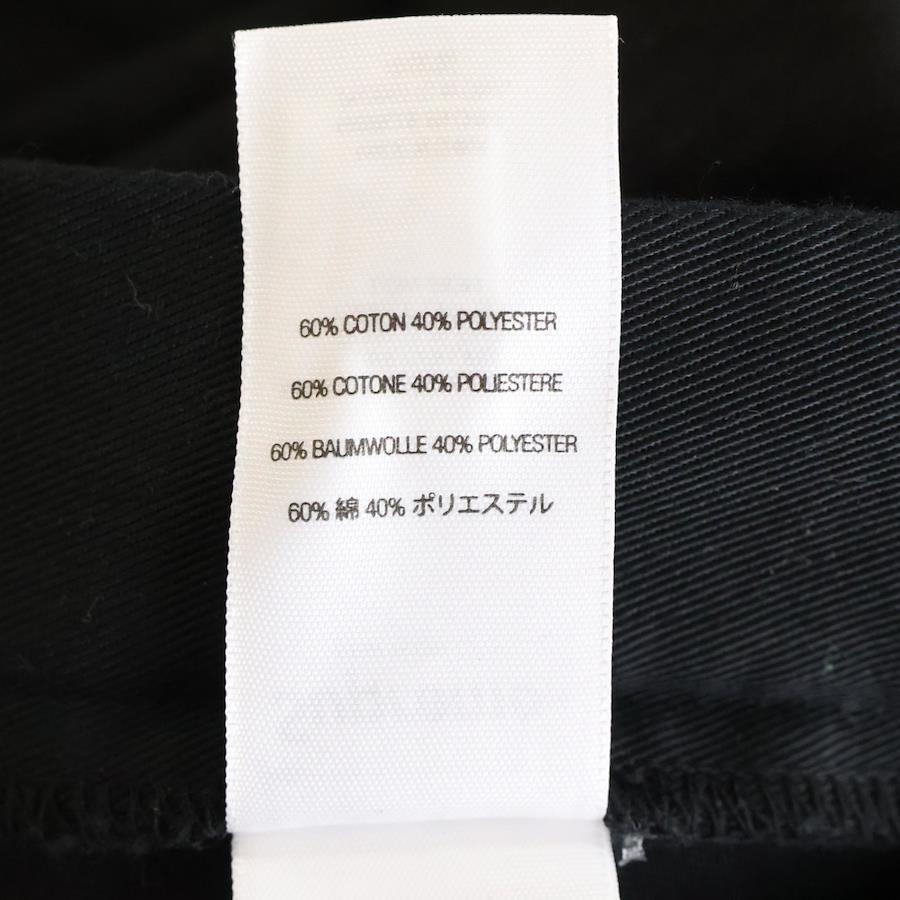 60% COTON 40% POLYESTER
60% COTONE 40% POLIESTERE
60% BAUMWOLLE 40% POLYESTER
60% 綿 40% ポリエステル